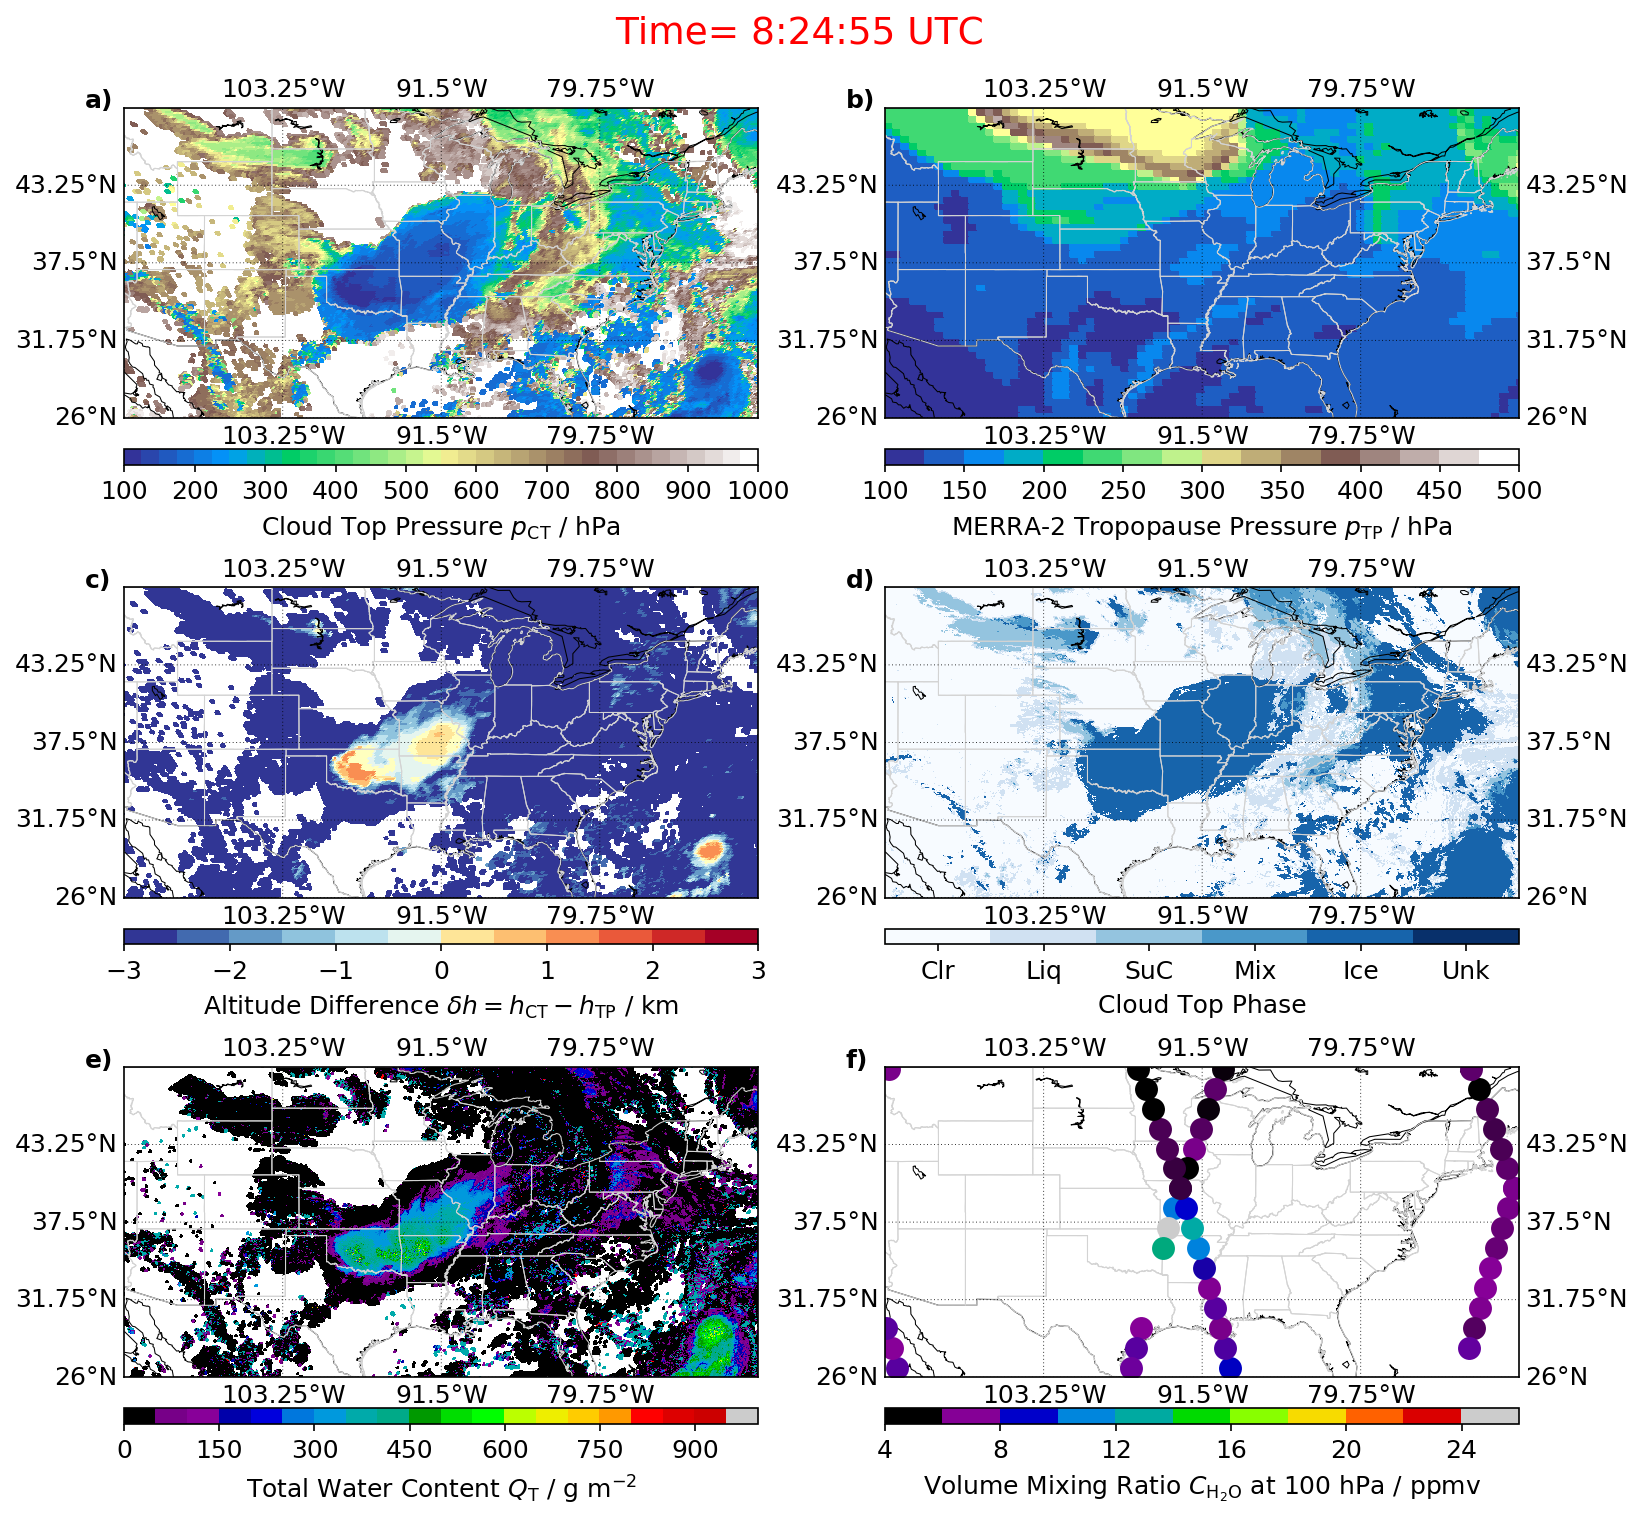 Time= 8:24:55 UTC
a) 103.25°W 91.5°W 79.75°W
b) 103.25°W 91.5°W 79.75°W
43.25°N 43.25°N 43.25°N
37.5°N 37.5°N 37.5°N
31.75°N 31.75°N 31.75°N
26°N 26°N 26°N
103.25°W 91.5°W 79.75°W 103.25°W 91.5°W 79.75°W
100 200 300 400 500 600 700 800 900 1000
100 150 200 250 300 350 400 450 500
Cloud Top Pressure p_CT / hPa
MERRA-2 Tropopause Pressure p_TP / hPa
c) 103.25°W 91.5°W 79.75°W
d) 103.25°W 91.5°W 79.75°W
43.25°N 43.25°N 43.25°N
37.5°N 37.5°N 37.5°N
31.75°N 31.75°N 31.75°N
26°N 26°N 26°N
103.25°W 91.5°W 79.75°W 103.25°W 91.5°W 79.75°W
−3 −2 −1 0 1 2 3
Clr Liq SuC Mix Ice Unk
Altitude Difference δh = h_CT − h_TP / km
Cloud Top Phase
e) 103.25°W 91.5°W 79.75°W
f) 103.25°W 91.5°W 79.75°W
43.25°N 43.25°N 43.25°N
37.5°N 37.5°N 37.5°N
31.75°N 31.75°N 31.75°N
26°N 26°N 26°N
103.25°W 91.5°W 79.75°W 103.25°W 91.5°W 79.75°W
0 150 300 450 600 750 900
4 8 12 16 20 24
Total Water Content Q_T / g m⁻²
Volume Mixing Ratio C_H₂O at 100 hPa / ppmv